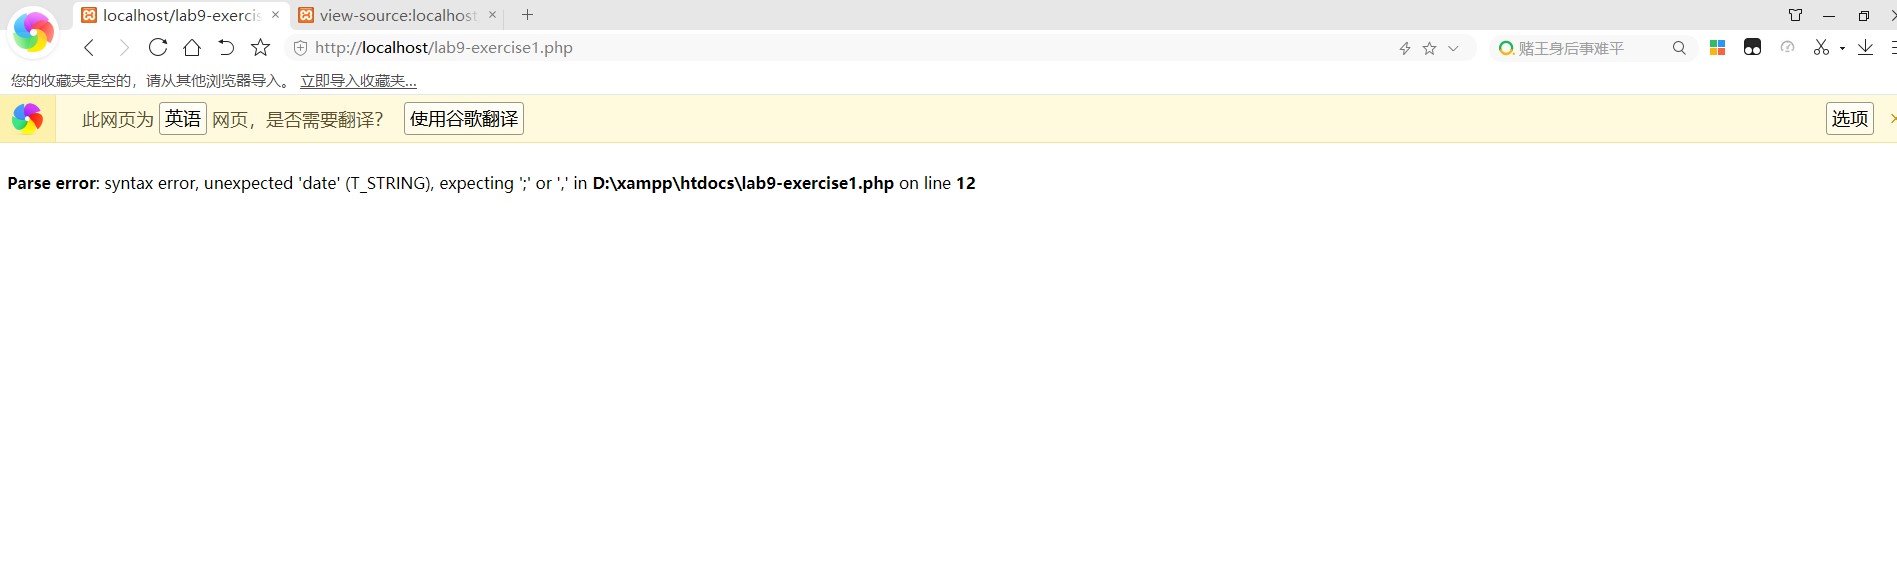 localhost/lab9-exercis
view-source:localhost
http://localhost/lab9-exercise1.php
赌王身后事难平
您的收藏夹是空的，请从其他浏览器导入。 立即导入收藏夹...
此网页为 英语 网页，是否需要翻译？ 使用谷歌翻译 选项
Parse error: syntax error, unexpected 'date' (T_STRING), expecting ';' or ',' in D:\xampp\htdocs\lab9-exercise1.php on line 12